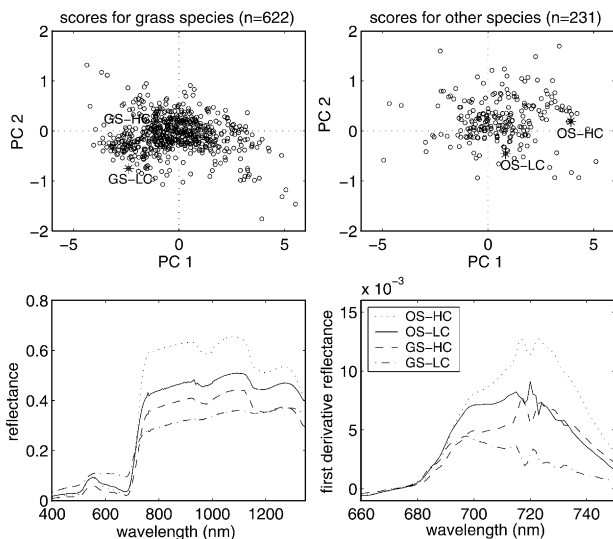 scores for grass species (n=622)
2
1
0
−1
−2
PC 2
GS−HC
GS−LC
−5
0
5
PC 1
scores for other species (n=231)
2
1
0
−1
−2
PC 2
OS−HC
OS−LC
−5
0
5
PC 1
0.8
0.6
0.4
0.2
0
reflectance
400
600
800
1000
1200
wavelength (nm)
x 10⁻³
15
10
5
0
first derivative reflectance
OS−HC
OS−LC
GS−HC
GS−LC
660
680
700
720
740
wavelength (nm)